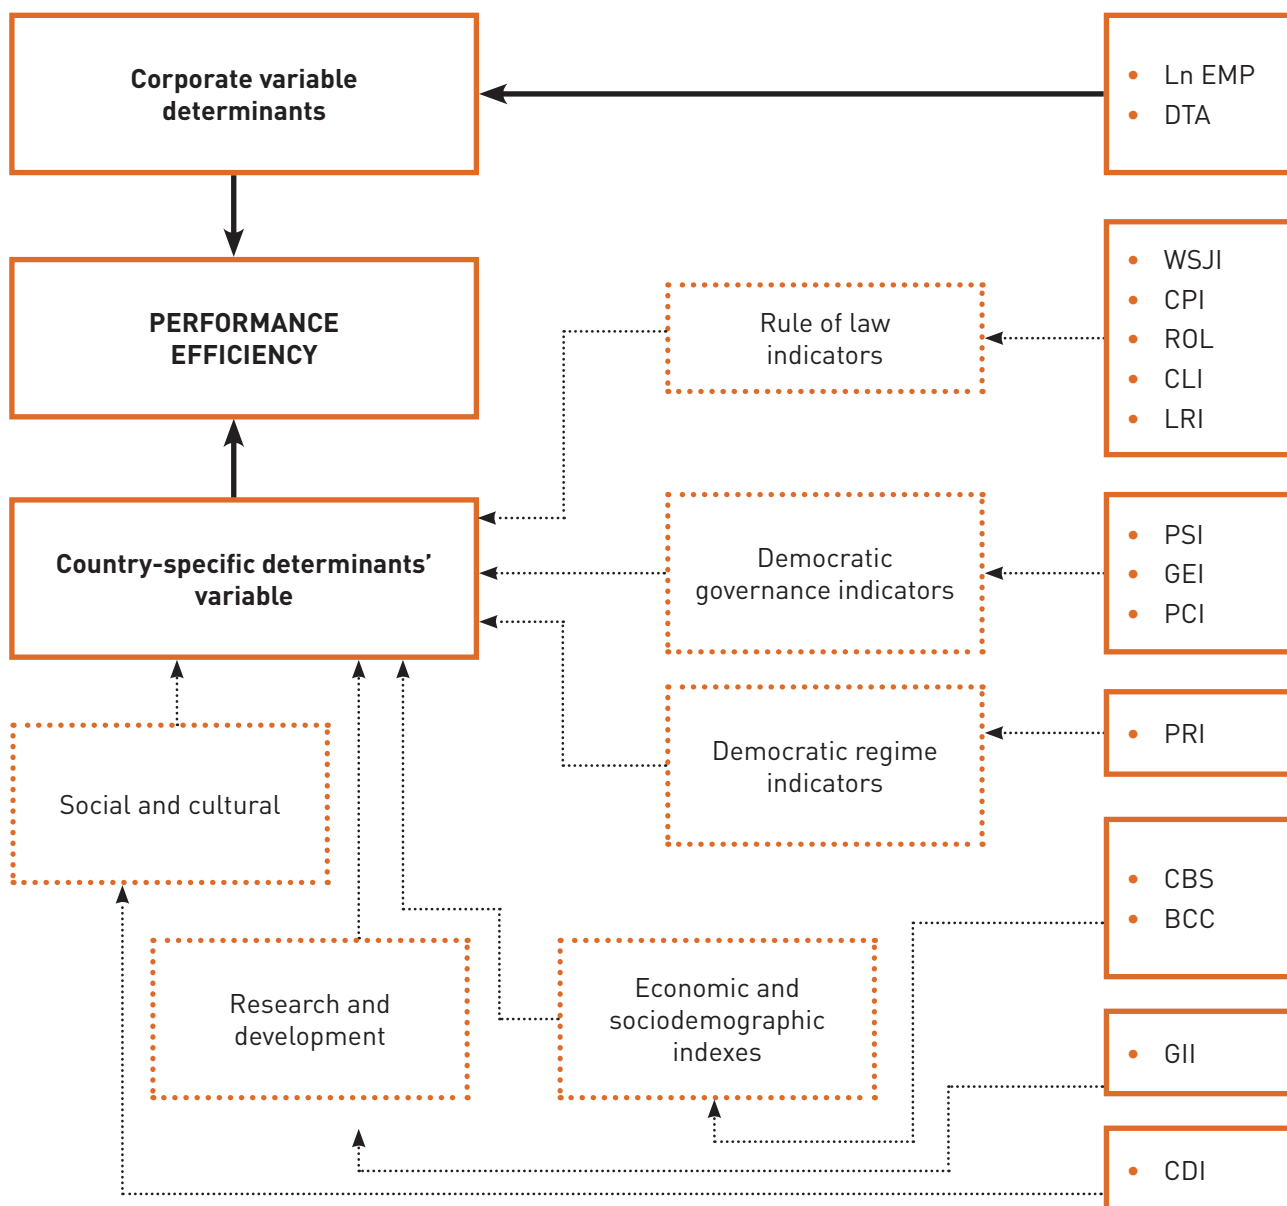 Corporate variable
determinants
• Ln EMP
• DTA
PERFORMANCE
EFFICIENCY
Rule of law
indicators
• WSJI
• CPI
• ROL
• CLI
• LRI
Country-specific determinants’
variable
Democratic
governance indicators
• PSI
• GEI
• PCI
Democratic regime
indicators
• PRI
Social and cultural
• CBS
• BCC
Research and
development
Economic and
sociodemographic
indexes
• GII
• CDI